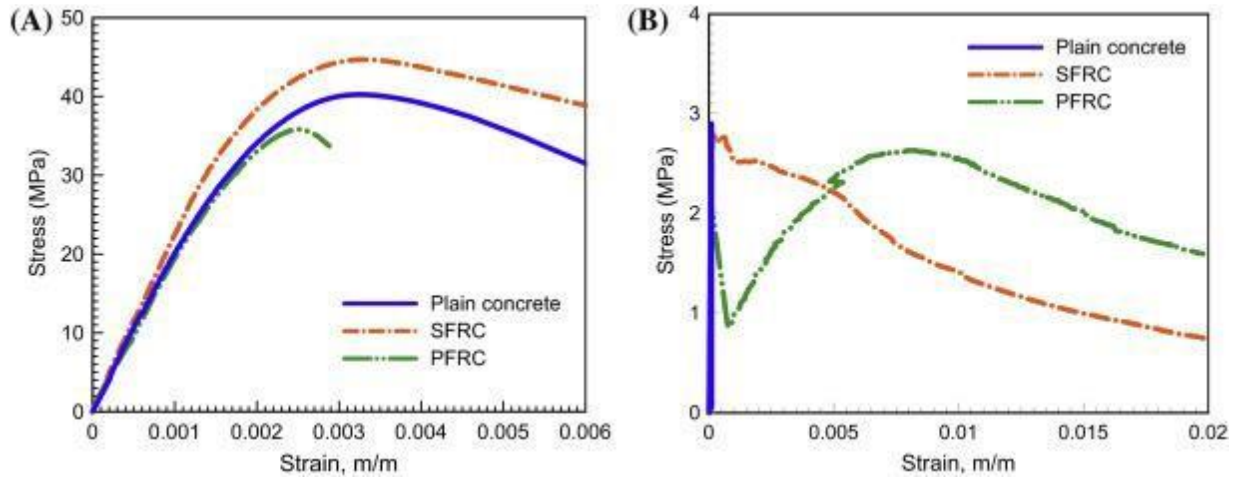 (A)
50
40
30
20
10
0
Stress (MPa)
Plain concrete
SFRC
PFRC
0 0.001 0.002 0.003 0.004 0.005 0.006
Strain, m/m
(B)
4
3
2
1
0
Stress (MPa)
Plain concrete
SFRC
PFRC
0 0.005 0.01 0.015 0.02
Strain, m/m